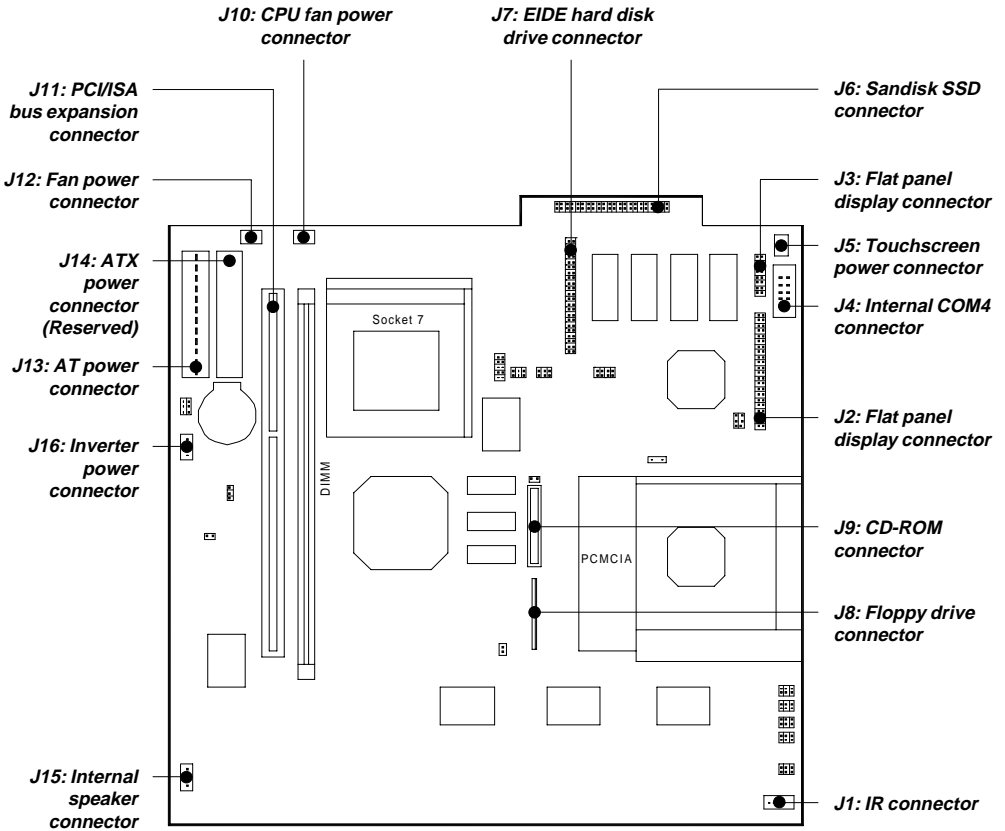 J10: CPU fan power
connector
J7: EIDE hard disk
drive connector
J11: PCI/ISA
bus expansion
connector
J12: Fan power
connector
J14: ATX
power
connector
(Reserved)
J13: AT power
connector
J16: Inverter
power
connector
J15: Internal
speaker
connector
Socket 7
DIMM
PCMCIA
J6: Sandisk SSD
connector
J3: Flat panel
display connector
J5: Touchscreen
power connector
J4: Internal COM4
connector
J2: Flat panel
display connector
J9: CD-ROM
connector
J8: Floppy drive
connector
J1: IR connector